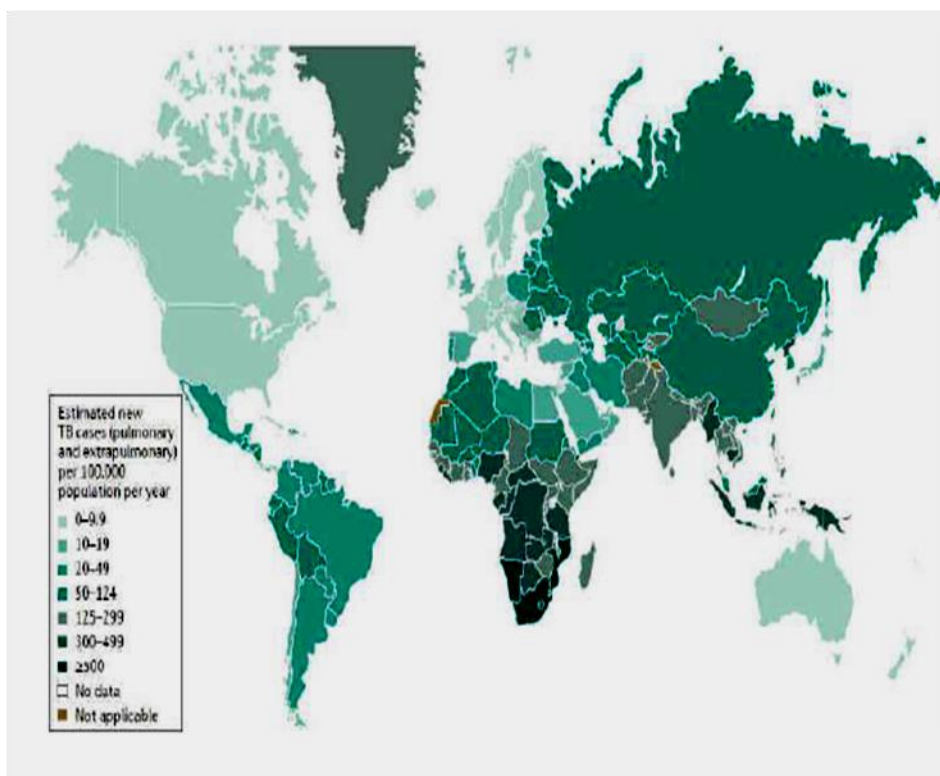 Estimated new
TB cases (pulmonary
and extrapulmonary)
per 100,000
population per year
0–9.9
10–19
20–49
50–124
125–299
300–499
≥500
No data
Not applicable